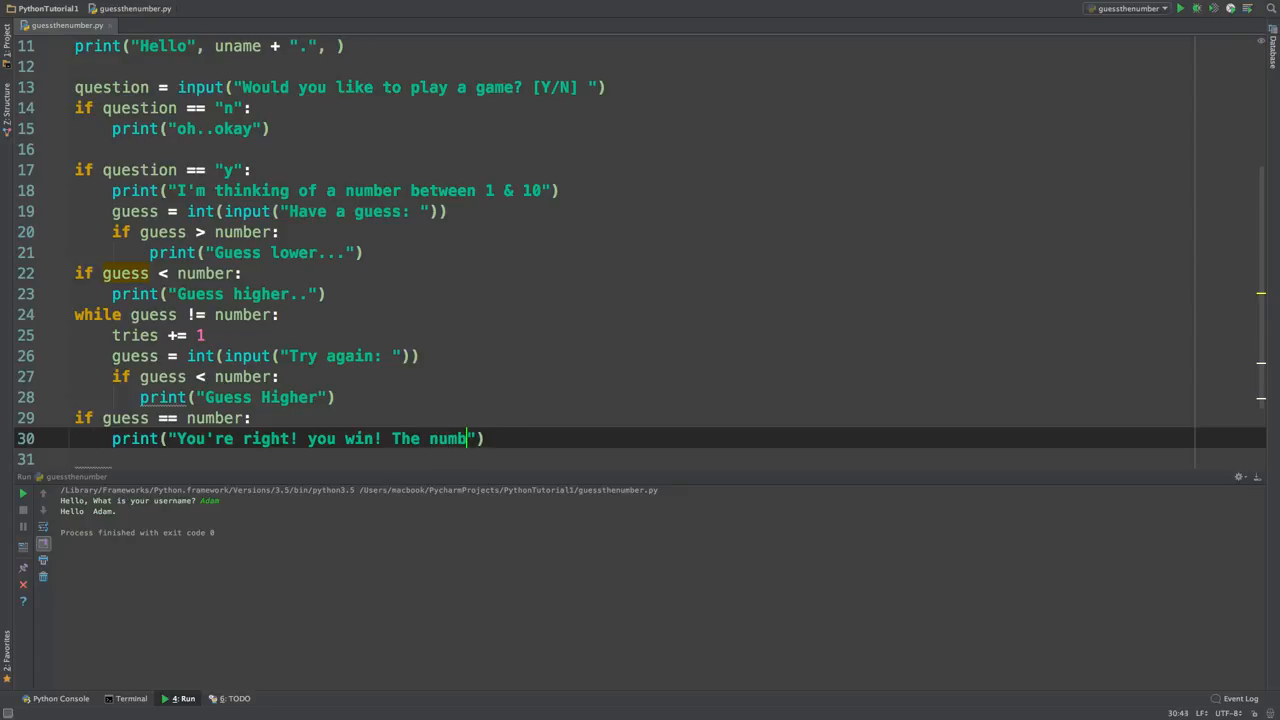 PythonTutorial1 guessthenumber.py guessthenumber
guessthenumber.py
1: Project
Z: Structure
2: Favorites
Database
11 print("Hello", uname + ".", )
12
13 question = input("Would you like to play a game? [Y/N] ")
14 if question == "n":
15 print("oh..okay")
16
17 if question == "y":
18 print("I'm thinking of a number between 1 & 10")
19 guess = int(input("Have a guess: "))
20 if guess > number:
21 print("Guess lower...")
22 if guess < number:
23 print("Guess higher..")
24 while guess != number:
25 tries += 1
26 guess = int(input("Try again: "))
27 if guess < number:
28 print("Guess Higher")
29 if guess == number:
30 print("You're right! you win! The numb")
31
Run guessthenumber
/Library/Frameworks/Python.framework/Versions/3.5/bin/python3.5 /Users/macbook/PycharmProjects/PythonTutorial1/guessthenumber.py
Hello, What is your username? Adam
Hello  Adam.
Process finished with exit code 0
Python Console Terminal 4: Run 6: TODO Event Log
30:43 LF÷ UTF-8÷